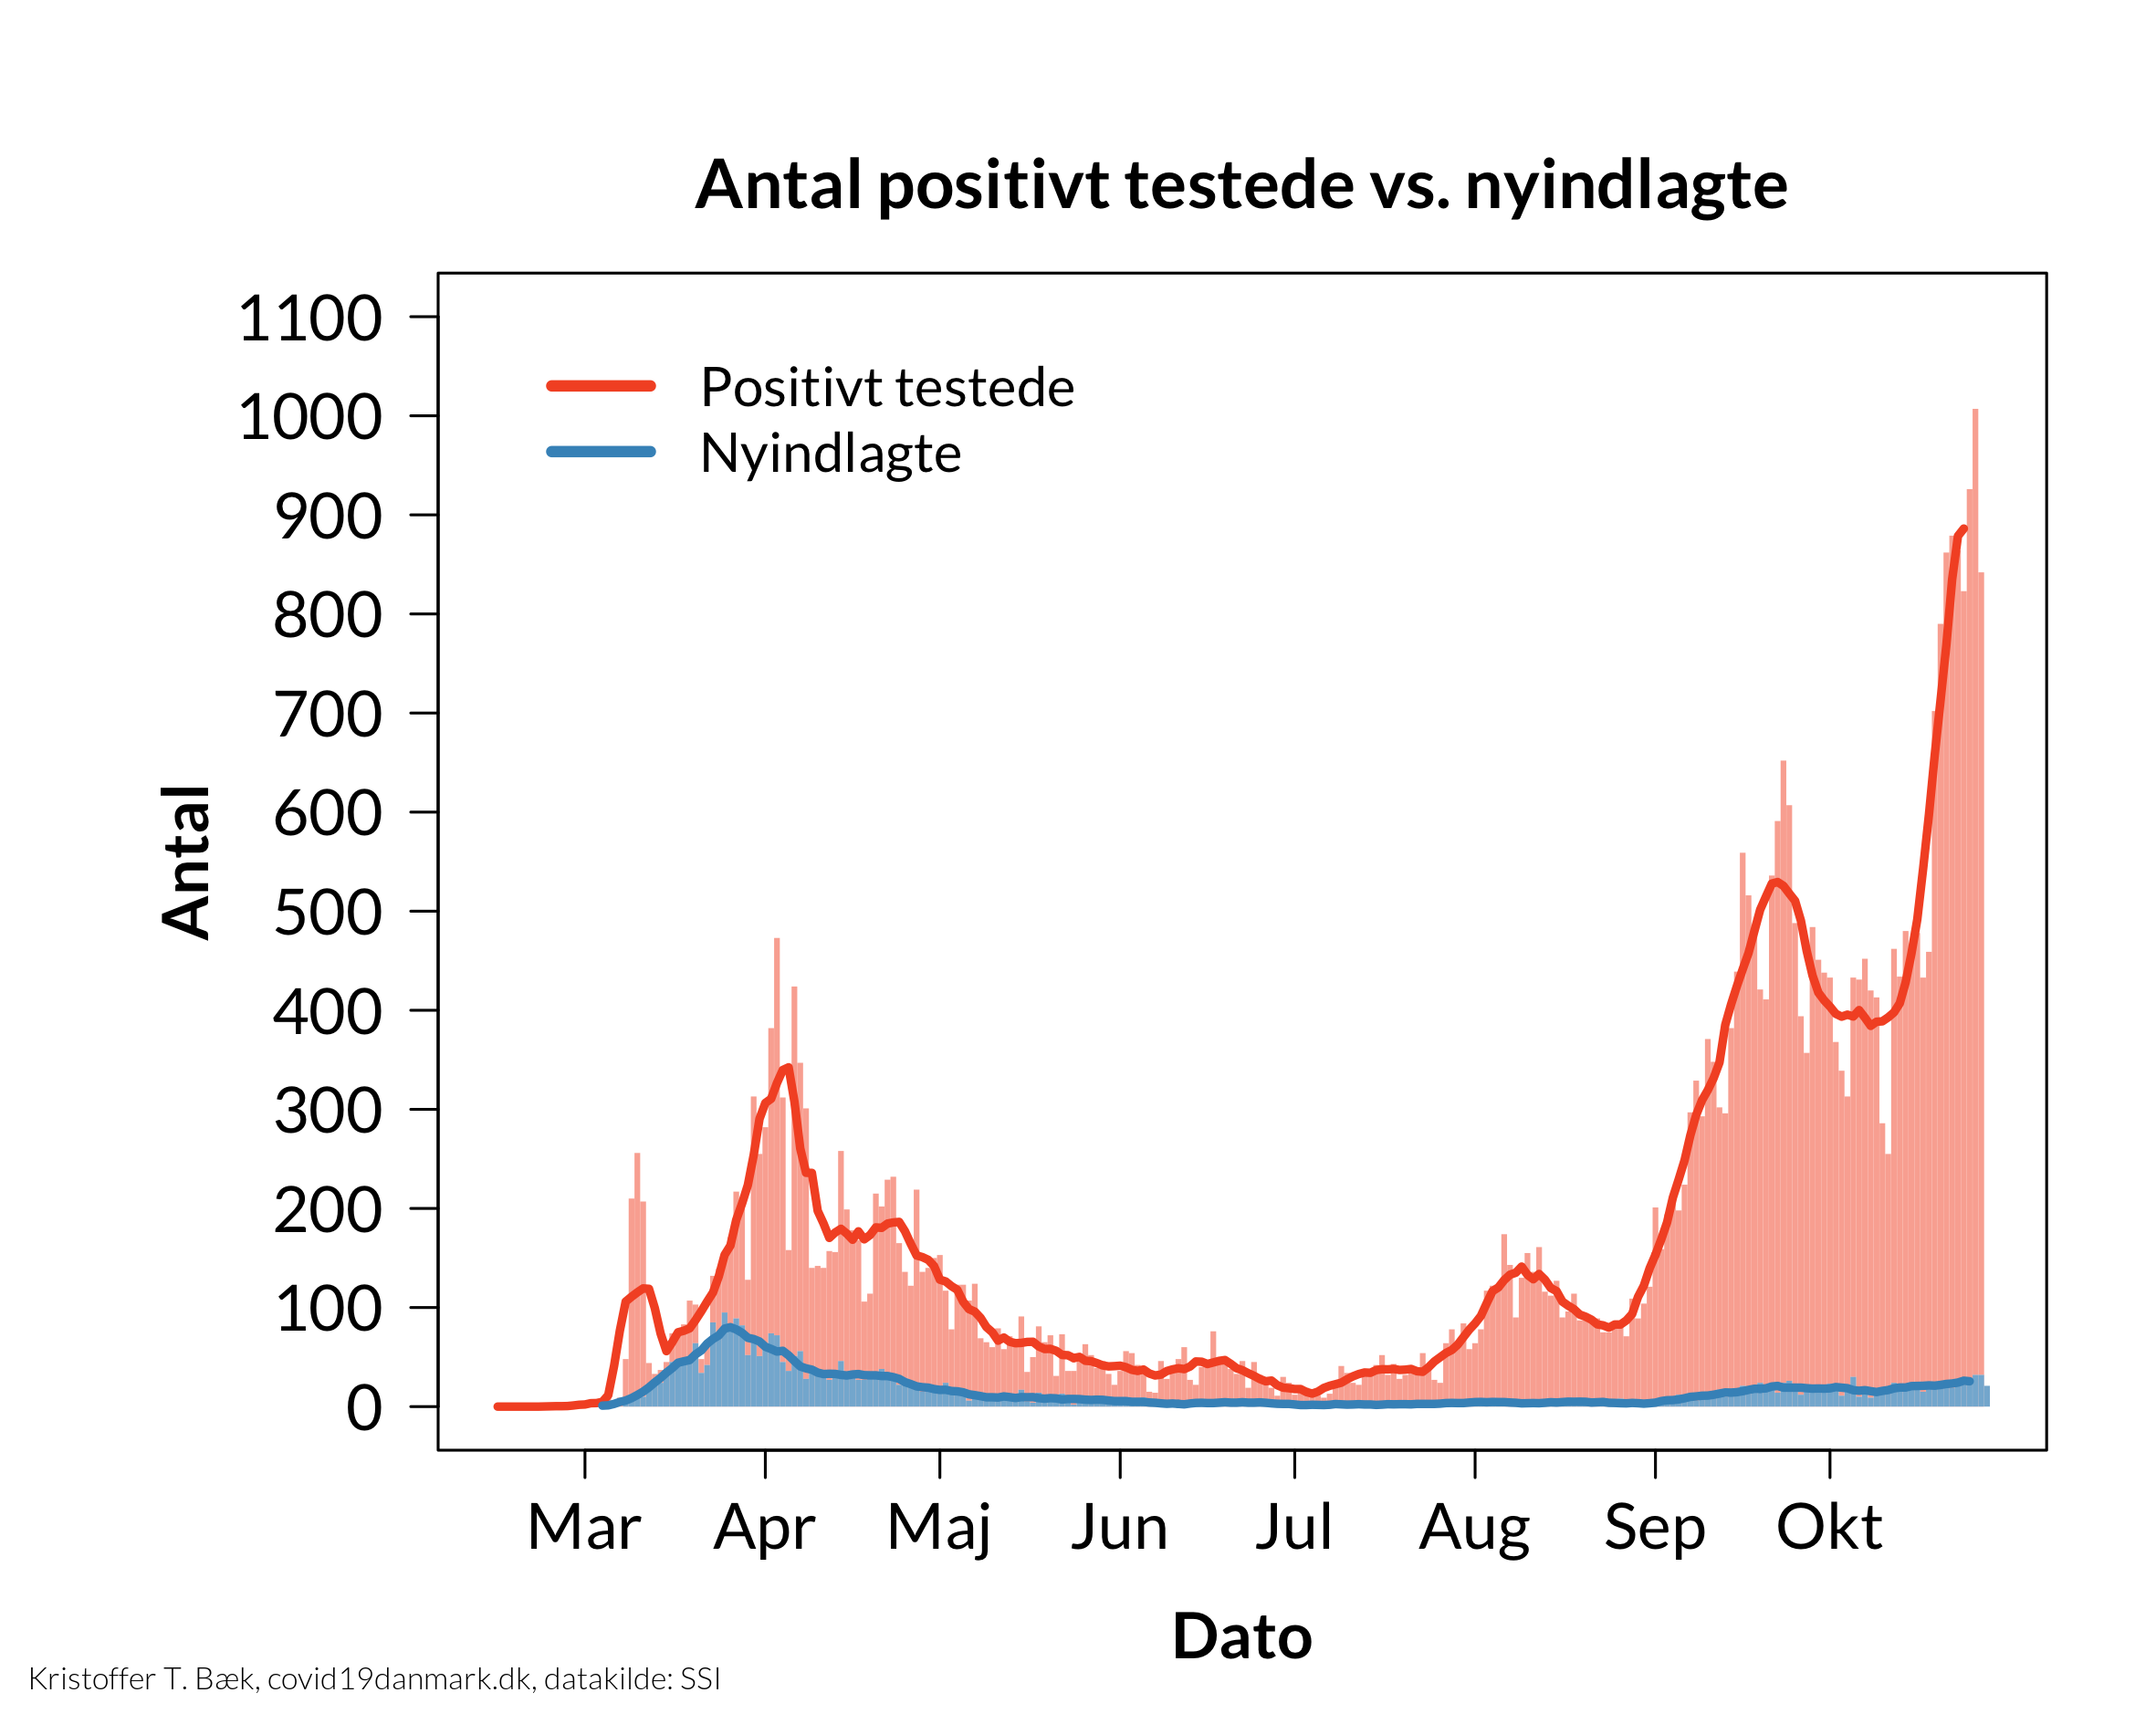 Antal positivt testede vs. nyindlagte
1100
1000
900
800
700
600
500
400
300
200
100
0
Antal
Positivt testede
Nyindlagte
Mar Apr Maj Jun Jul Aug Sep Okt
Dato
Kristoffer T. Bæk, covid19danmark.dk, datakilde: SSI